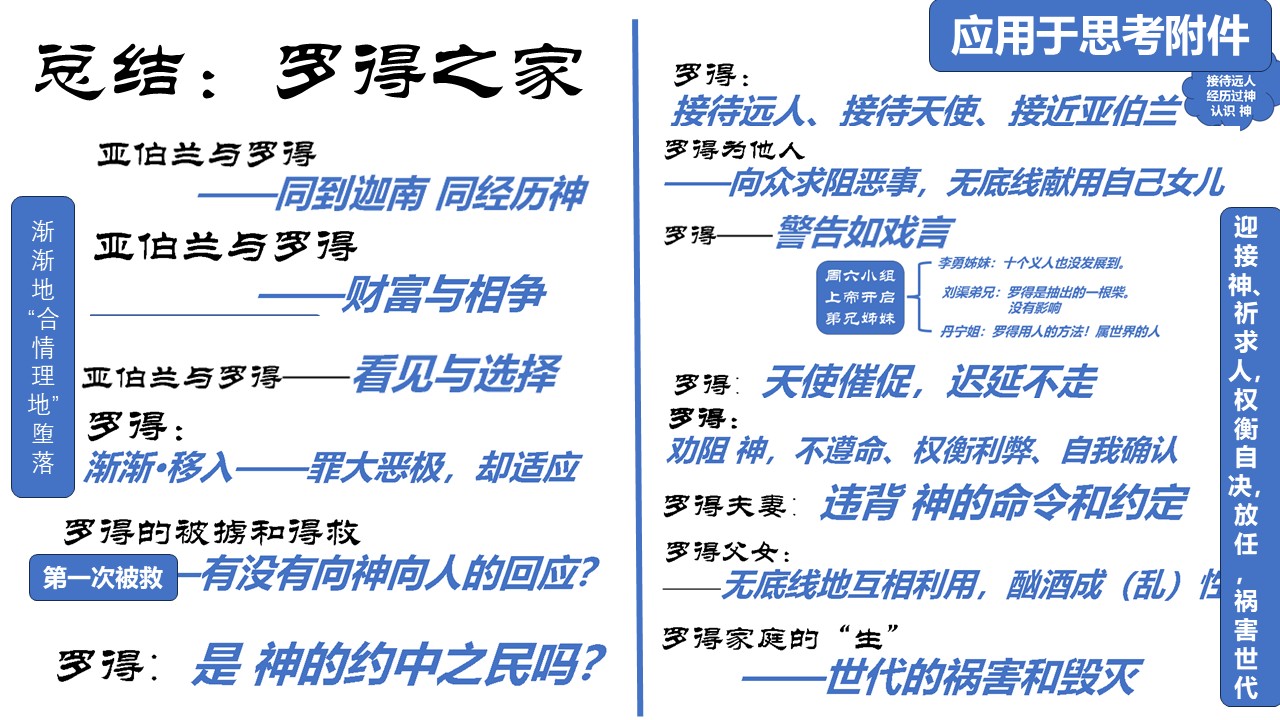 总结：罗得之家
亚伯兰与罗得
——同到迦南 同经历神
亚伯兰与罗得
——财富与相争
亚伯兰与罗得——看见与选择
罗得：
渐渐•移入——罪大恶极，却适应
罗得的被掳和得救
第一次被救
—有没有向神向人的回应？
罗得：是 神的约中之民吗？
渐渐地“合情理地”堕落
应用于思考附件
接待远人
经历过神
认识 神
罗得：
接待远人、接待天使、接近亚伯兰
罗得为他人
——向众求阻恶事，无底线献用自己女儿
罗得——警告如戏言
周六小组
上帝开启
弟兄姊妹
李勇姊妹：十个义人也没发展到。
刘渠弟兄：罗得是抽出的一根柴。
没有影响
丹宁姐：罗得用人的方法！属世界的人
罗得：天使催促，迟延不走
罗得：
劝阻 神，不遵命、权衡利弊、自我确认
罗得夫妻：违背 神的命令和约定
罗得父女：
——无底线地互相利用，酗酒成（乱）性
罗得家庭的“生”
——世代的祸害和毁灭
迎接神、祈求人，权衡自决，放任，祸害世代